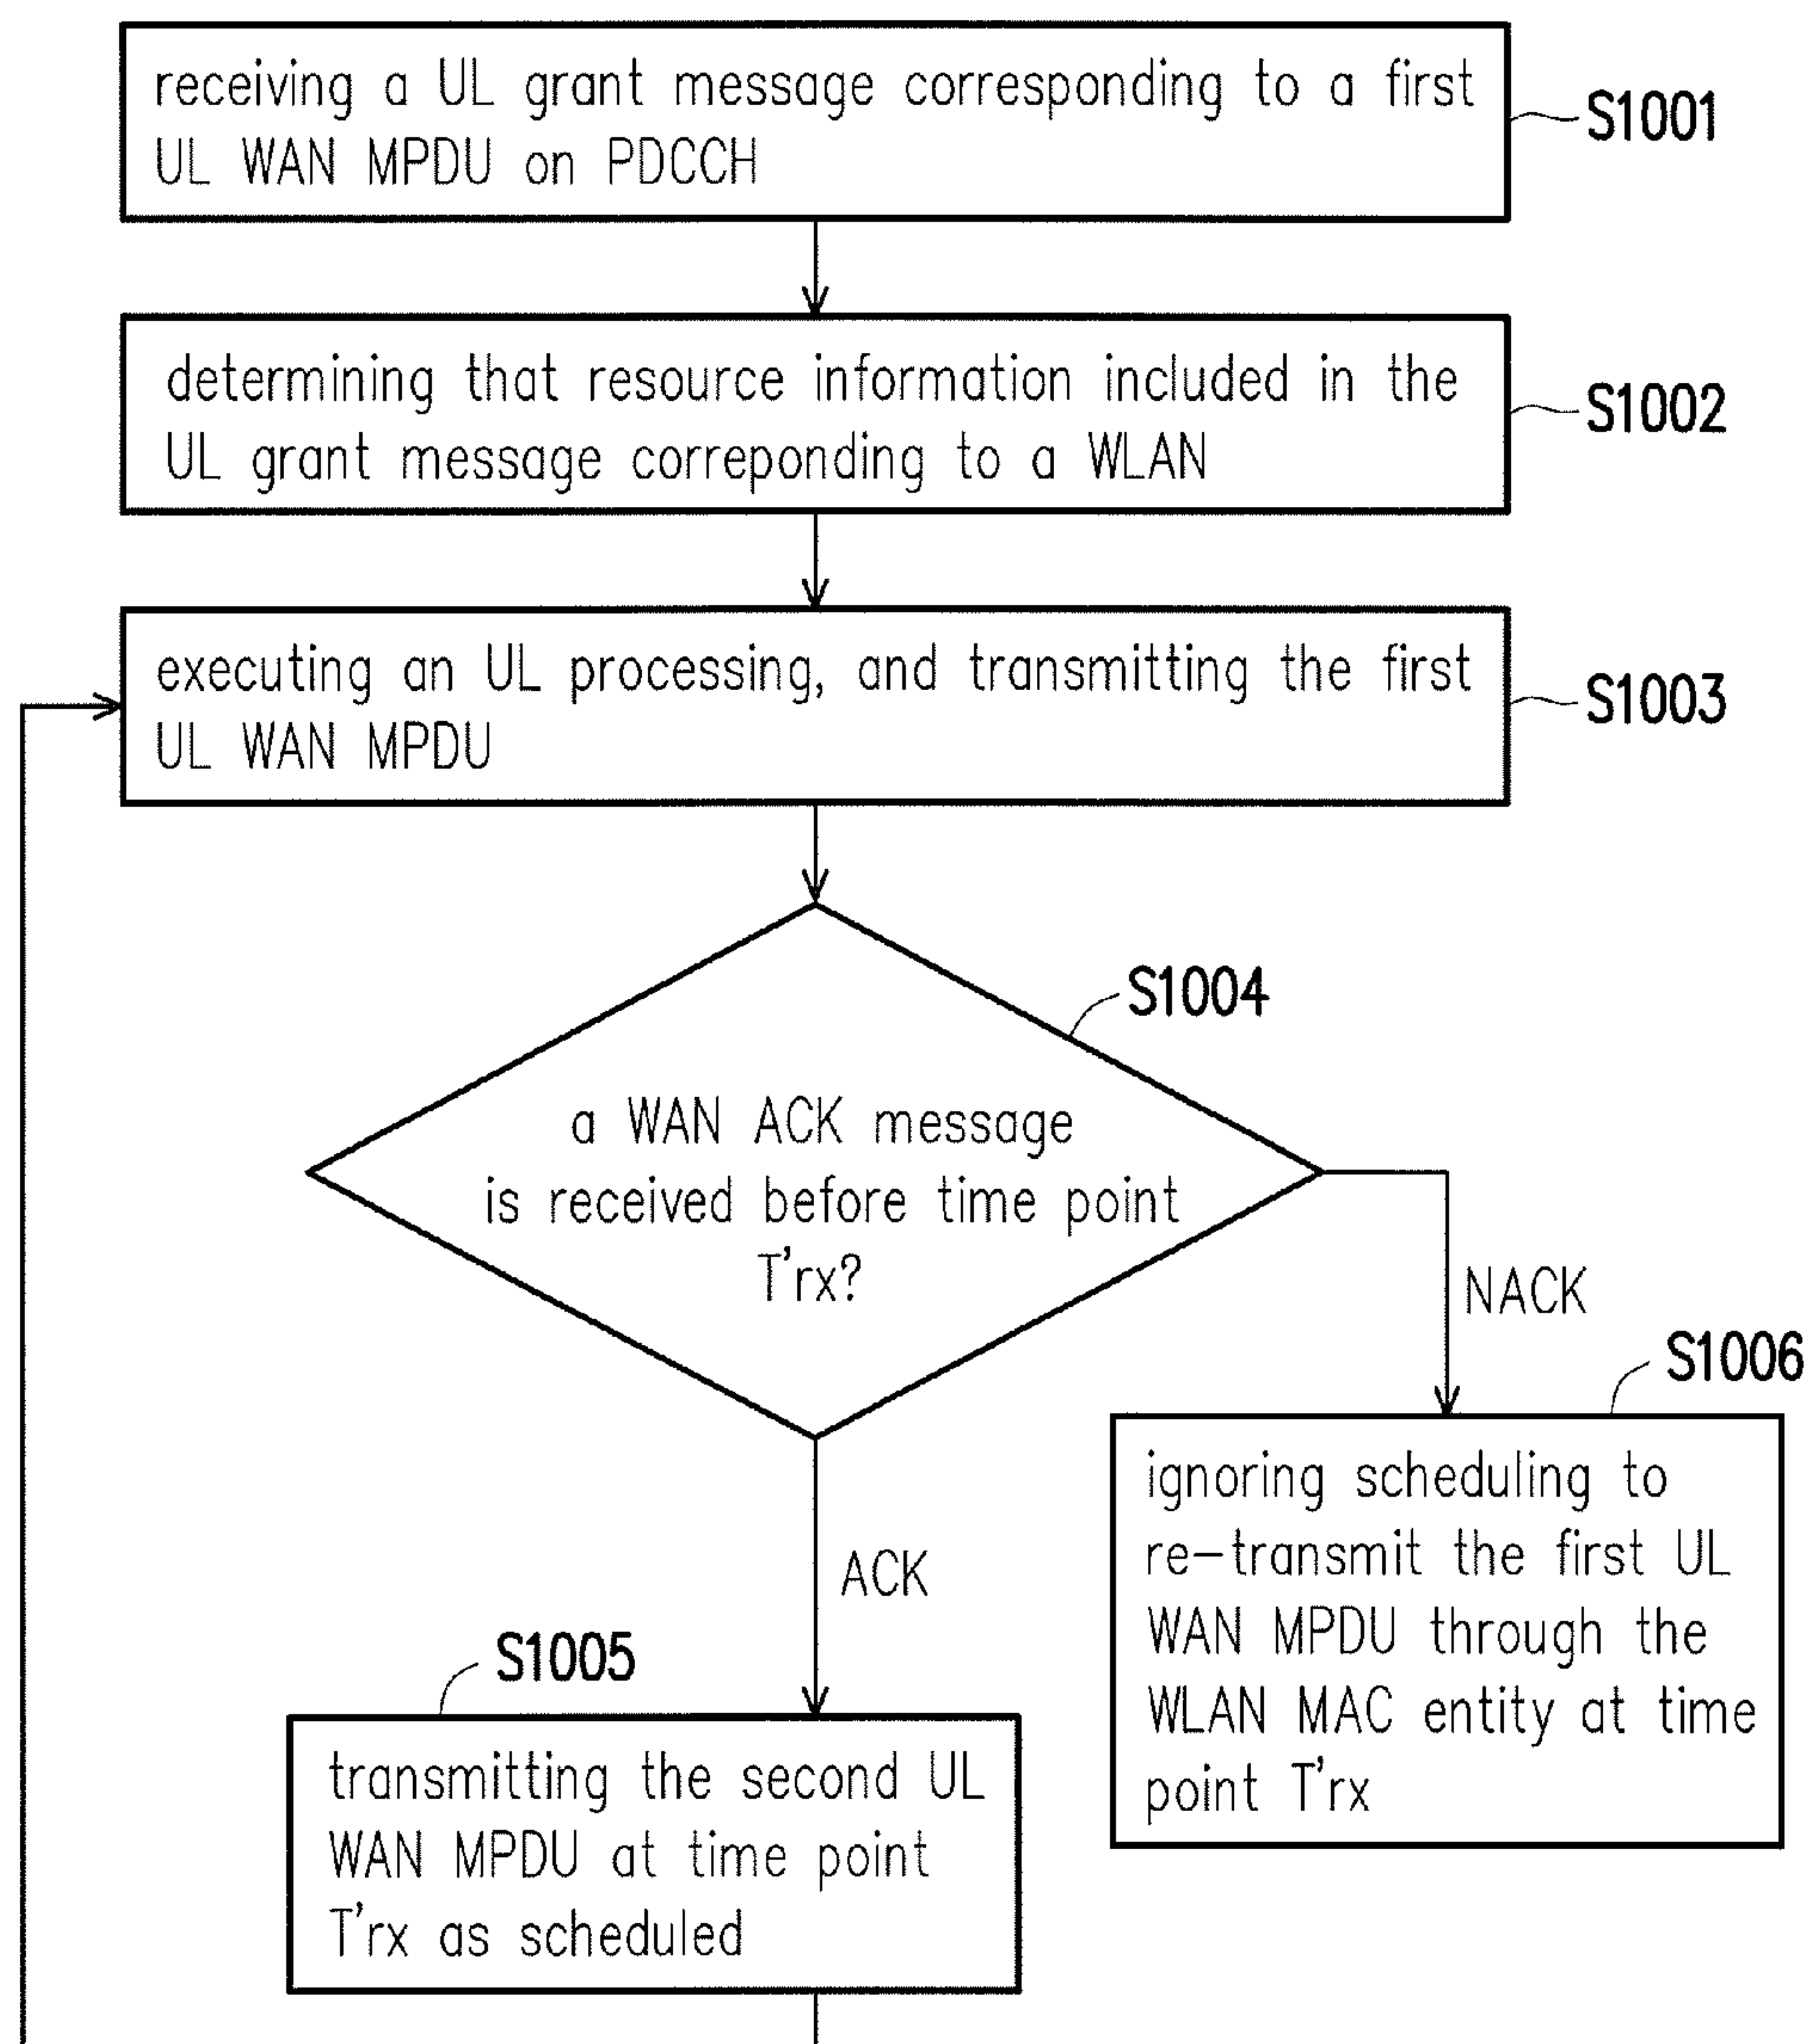 receiving a UL grant message corresponding to a first
UL WAN MPDU on PDCCH
S1001
determining that resource information included in the
UL grant message correponding to a WLAN
S1002
executing an UL processing, and transmitting the first
UL WAN MPDU
S1003
S1004
a WAN ACK message
is received before time point
T'rx?
NACK
S1006
ignoring scheduling to
re-transmit the first UL
WAN MPDU through the
WLAN MAC entity at time
point T'rx
ACK
S1005
transmitting the second UL
WAN MPDU at time point
T'rx as scheduled